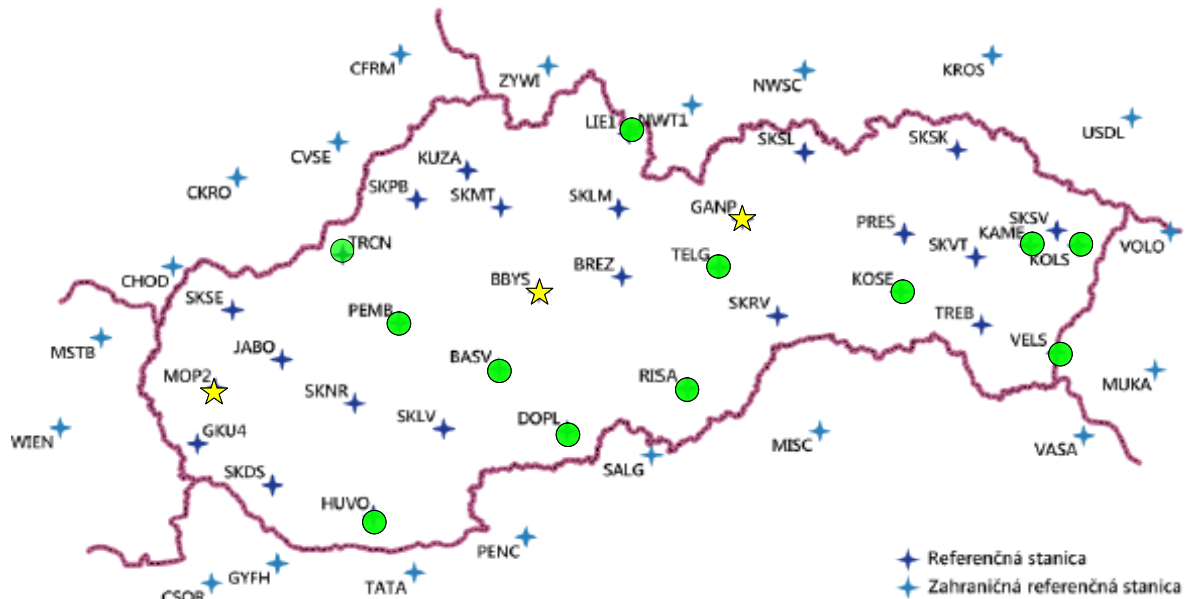 CFRM
ZYWI
NWSC
KROS
LIE1
NWT1
USDL
CVSE
KUZA
SKSL
SKSK
CKRO
SKPB
SKMT
SKLM
GANP
PRES
SKSV
KAME
SKVT
VOLO
KOLS
TRCN
CHOD
TELG
BREZ
BBYS
KOSE
SKSE
PEMB
SKRV
TREB
MSTB
JABO
BASV
VELS
MOP2
RISA
MUKA
SKNR
SKLV
DOPL
WIEN
GKU4
MISC
VASA
SALG
SKDS
HUVO
PENC
GYFH
TATA
Referenčná stanica
Zahraničná referenčná stanica